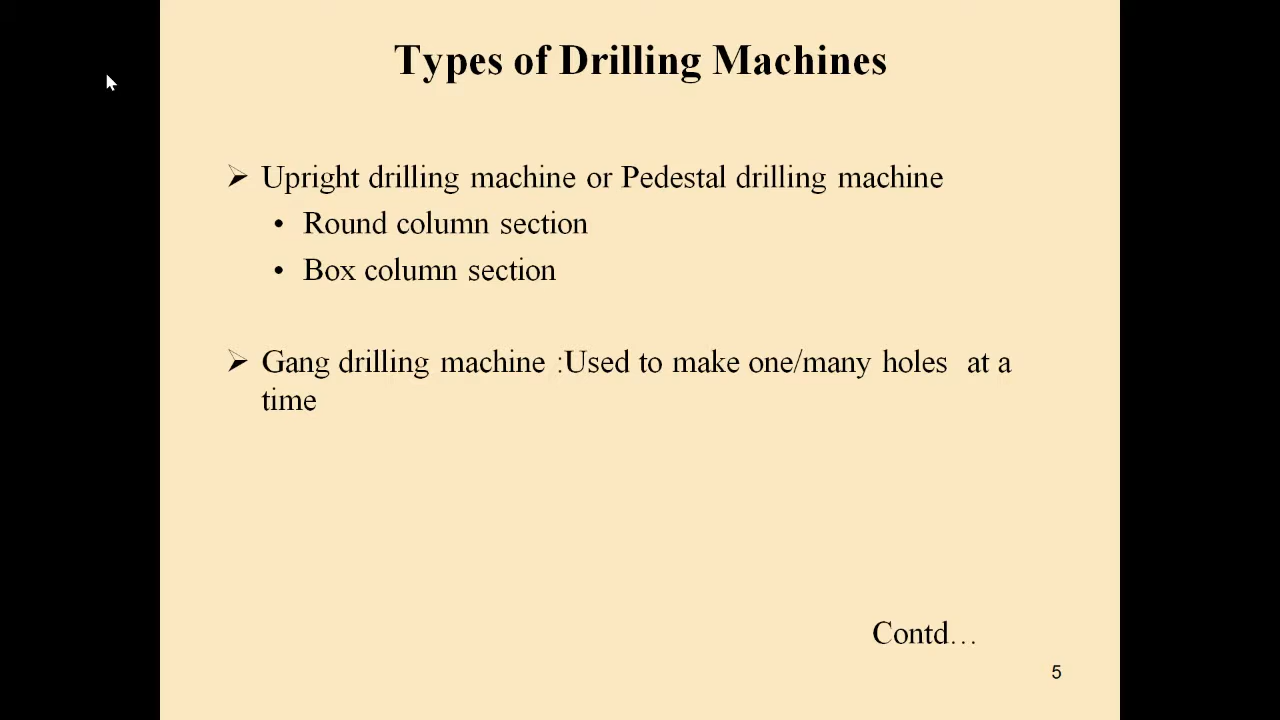 Types of Drilling Machines
➢ Upright drilling machine or Pedestal drilling machine
• Round column section
• Box column section
➢ Gang drilling machine :Used to make one/many holes at a
time
Contd…
5